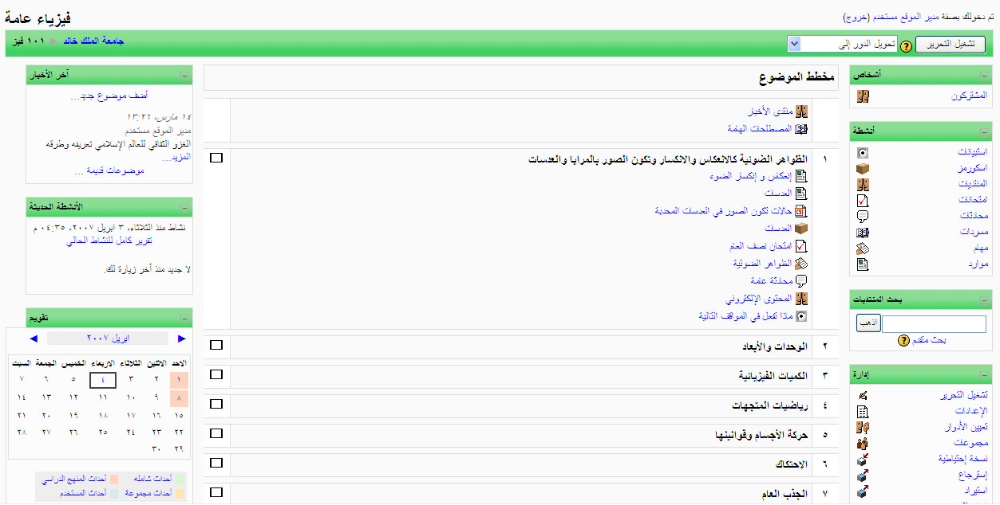 تم دخولك بصفة مدير الموقع مستخدم (خروج)
فيزياء عامة
جامعة الملك خالد ◄ ١٠١ فيز
تحويل الدور إلى
تشغيل التحرير
أشخاص
المشتركون
أنشطة
استبيانات
اسكورمز
المنتديات
امتحانات
محادثات
مسردات
مهام
موارد
بحث المنتديات
اذهب
بحث متقدم
إدارة
تشغيل التحرير
الإعدادات
تعيين الأدوار
مجموعات
نسخة إحتياطية
إسترجاع
استيراد
مخطط الموضوع
منتدى الأخبار
المصطلحات الهامة
١ الظواهر الضوئية كالانعكاس والانكسار وتكون الصور بالمرايا والعدسات
إنعكاس و إنكسار الضوء
العدسات
حالات تكون الصور في العدسات المحدبة
العدسات
امتحان نصف العام
الظواهر الضوئية
محادثة عامة
المحتوى الإلكتروني
ماذا تفعل في المواقف التالية
٢ الوحدات والأبعاد
٣ الكميات الفيزيائية
٤ رياضيات المتجهات
٥ حركة الأجسام وقوانينها
٦ الاحتكاك
٧ الجذب العام
آخر الأخبار
أضف موضوع جديد...
١٤ مارس، ١٣:٢٦
مدير الموقع مستخدم
الغزو الثقافي للعالم الإسلامي تعريفه وطرقه
المزيد...
موضوعات قديمة ...
الأنشطة الحديثة
نشاط منذ الثلاثاء، ٣ ابريل ٢٠٠٧، ٠٤:٣٥ م
تقرير كامل للنشاط الحالي
لا جديد منذ آخر زيارة لك.
تقويم
ابريل ٢٠٠٧
الاحد الاثنين الثلاثاء الاربعاء الخميس الجمعة السبت
١ ٢ ٣ ٤ ٥ ٦ ٧
٨ ٩ ١٠ ١١ ١٢ ١٣ ١٤
١٥ ١٦ ١٧ ١٨ ١٩ ٢٠ ٢١
٢٢ ٢٣ ٢٤ ٢٥ ٢٦ ٢٧ ٢٨
٢٩ ٣٠
أحداث شامله أحداث المنهج الدراسي
أحداث مجموعة أحداث المستخدم